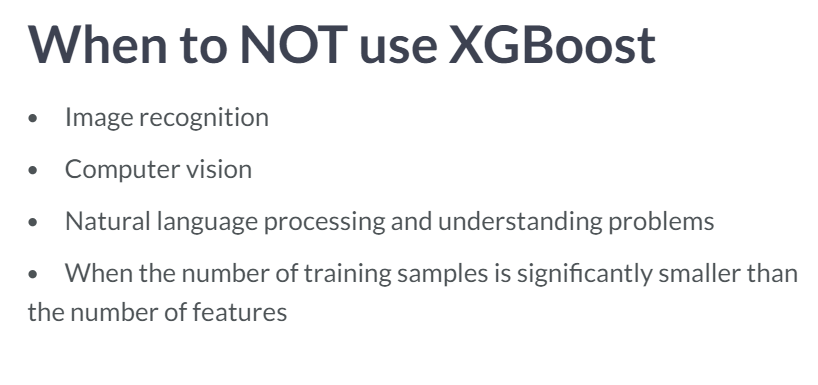 When to NOT use XGBoost
• Image recognition
• Computer vision
• Natural language processing and understanding problems
• When the number of training samples is significantly smaller than
the number of features